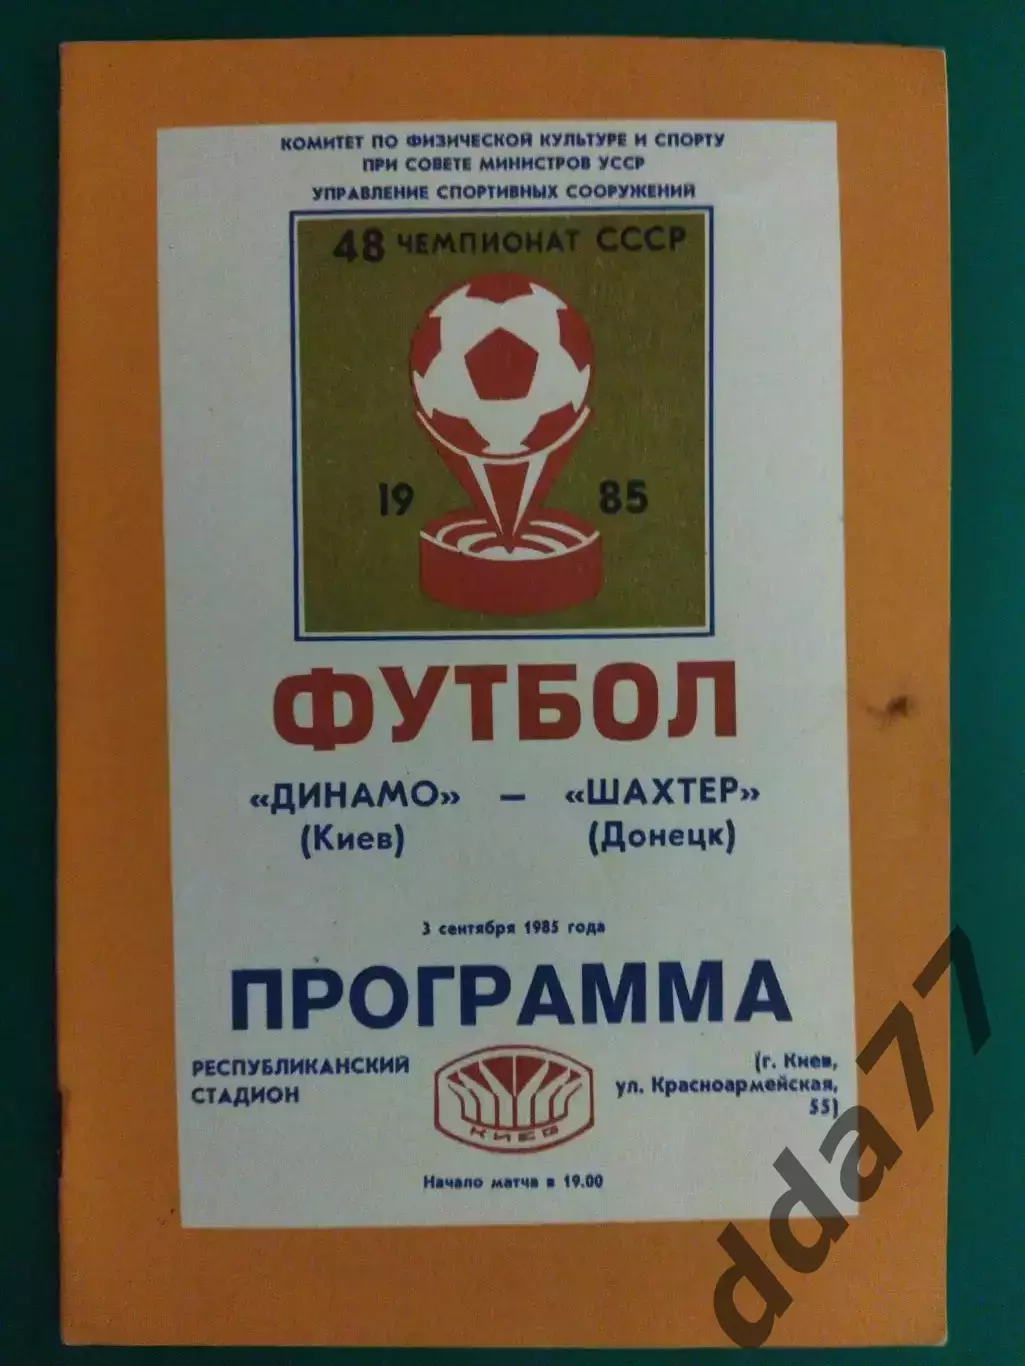 КОМИТЕТ ПО ФИЗИЧЕСКОЙ КУЛЬТУРЕ И СПОРТУ
ПРИ СОВЕТЕ МИНИСТРОВ УССР
УПРАВЛЕНИЕ СПОРТИВНЫХ СООРУЖЕНИЙ
48 ЧЕМПИОНАТ СССР
19 85
ФУТБОЛ
«ДИНАМО» — «ШАХТЕР»
(Киев) (Донецк)
3 сентября 1985 года
ПРОГРАММА
РЕСПУБЛИКАНСКИЙ
СТАДИОН
КИЕВ
(г. Киев,
ул. Красноармейская,
55)
Начало матча в 19.00
dda77